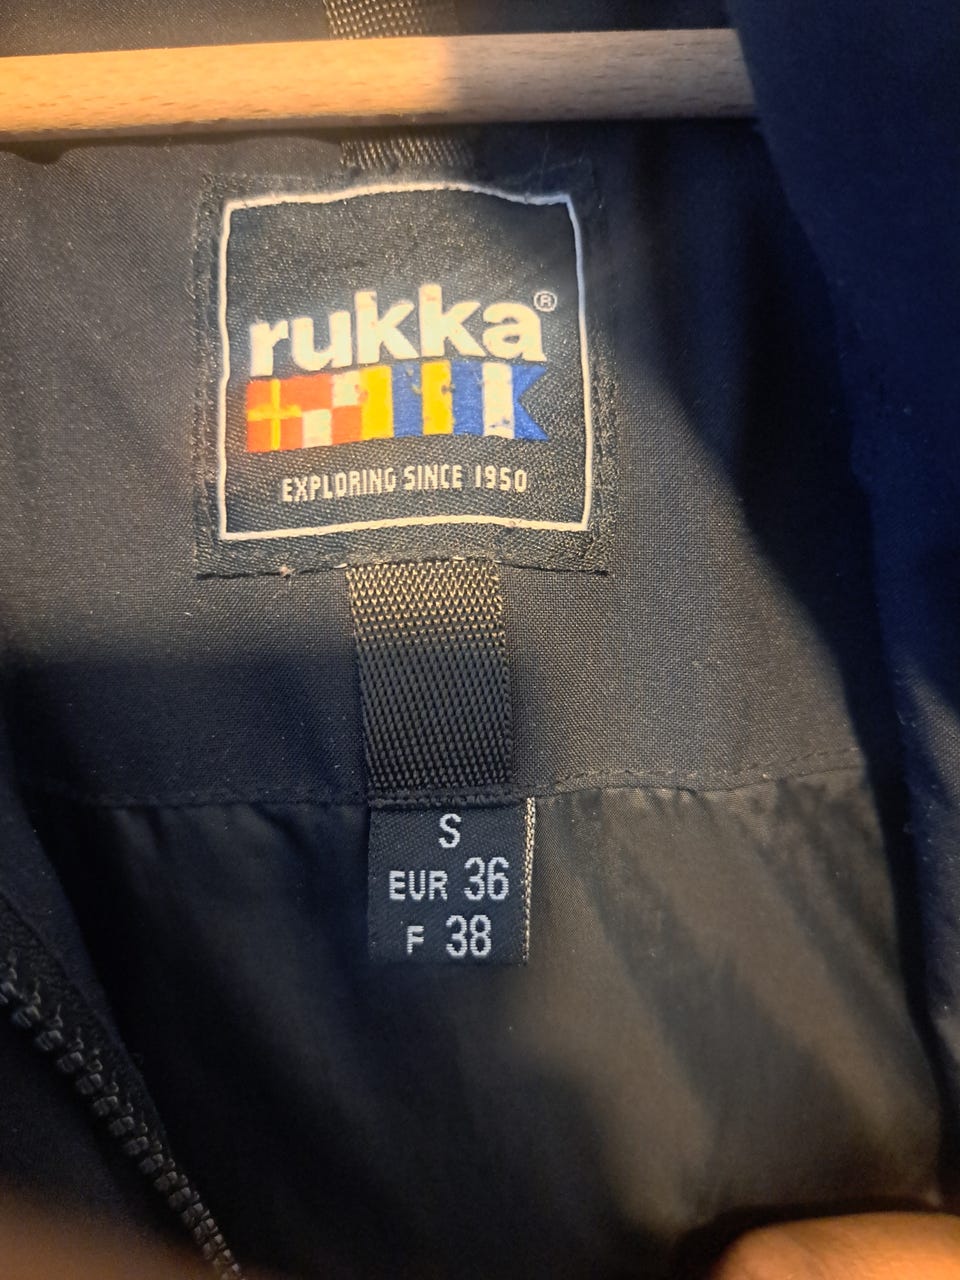 rukka®
EXPLORING SINCE 1950
S
EUR 36
F 38